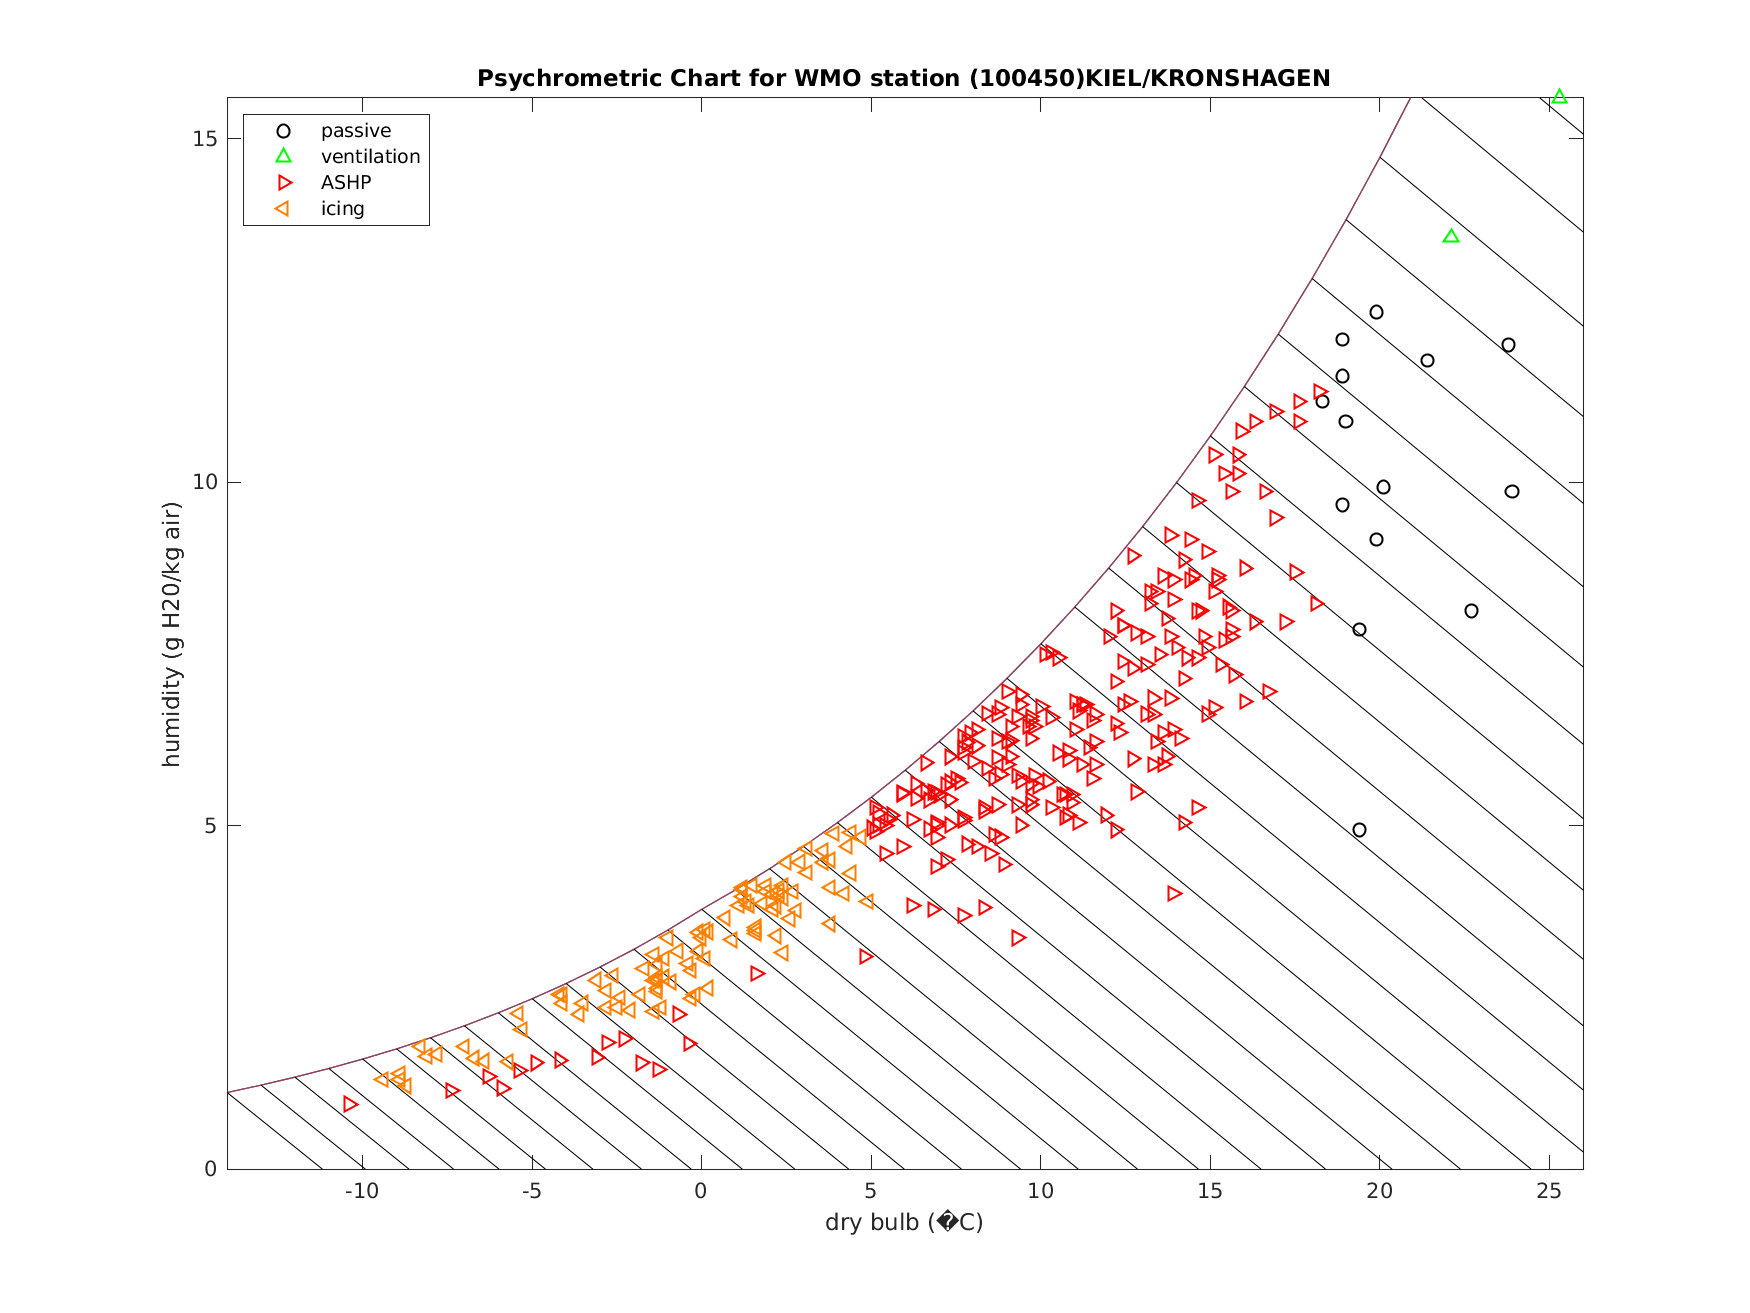 Psychrometric Chart for WMO station (100450)KIEL/KRONSHAGEN
passive
ventilation
ASHP
icing
humidity (g H20/kg air)
15
10
5
0
-10 -5 0 5 10 15 20 25
dry bulb (�C)